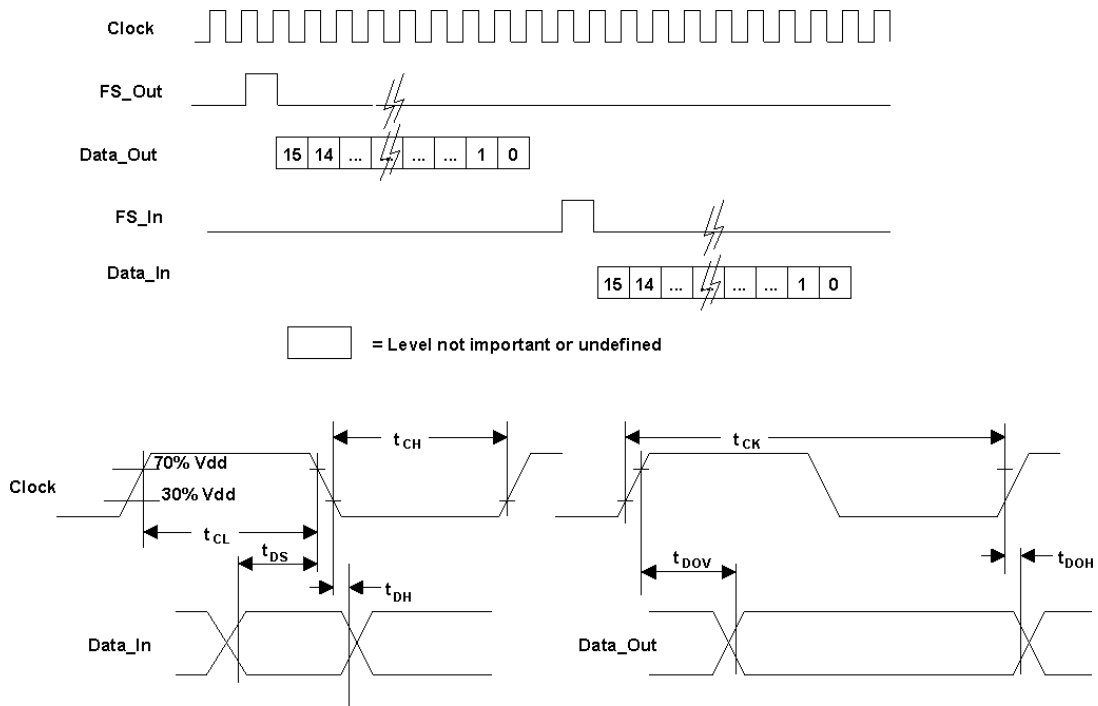 Clock
FS_Out
Data_Out
15 14 ... ... ... ... 1 0
FS_In
Data_In
15 14 ... ... ... ... 1 0
= Level not important or undefined
Clock
70% Vdd
30% Vdd
tCH
tCK
tCL
tDS
tDH
tDOV
tDOH
Data_In
Data_Out